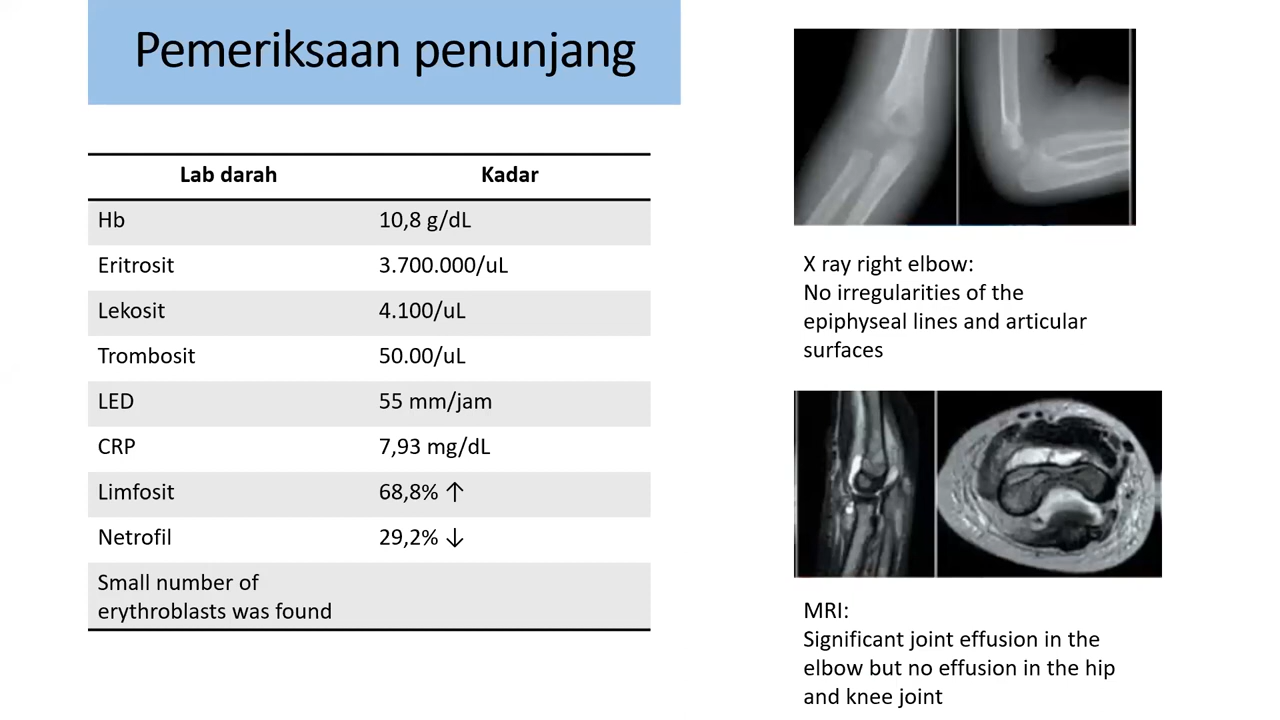 Pemeriksaan penunjang
Lab darah Kadar
Hb 10,8 g/dL
Eritrosit 3.700.000/uL
Lekosit 4.100/uL
Trombosit 50.00/uL
LED 55 mm/jam
CRP 7,93 mg/dL
Limfosit 68,8% ↑
Netrofil 29,2% ↓
Small number of
erythroblasts was found
X ray right elbow:
No irregularities of the
epiphyseal lines and articular
surfaces
MRI:
Significant joint effusion in the
elbow but no effusion in the hip
and knee joint